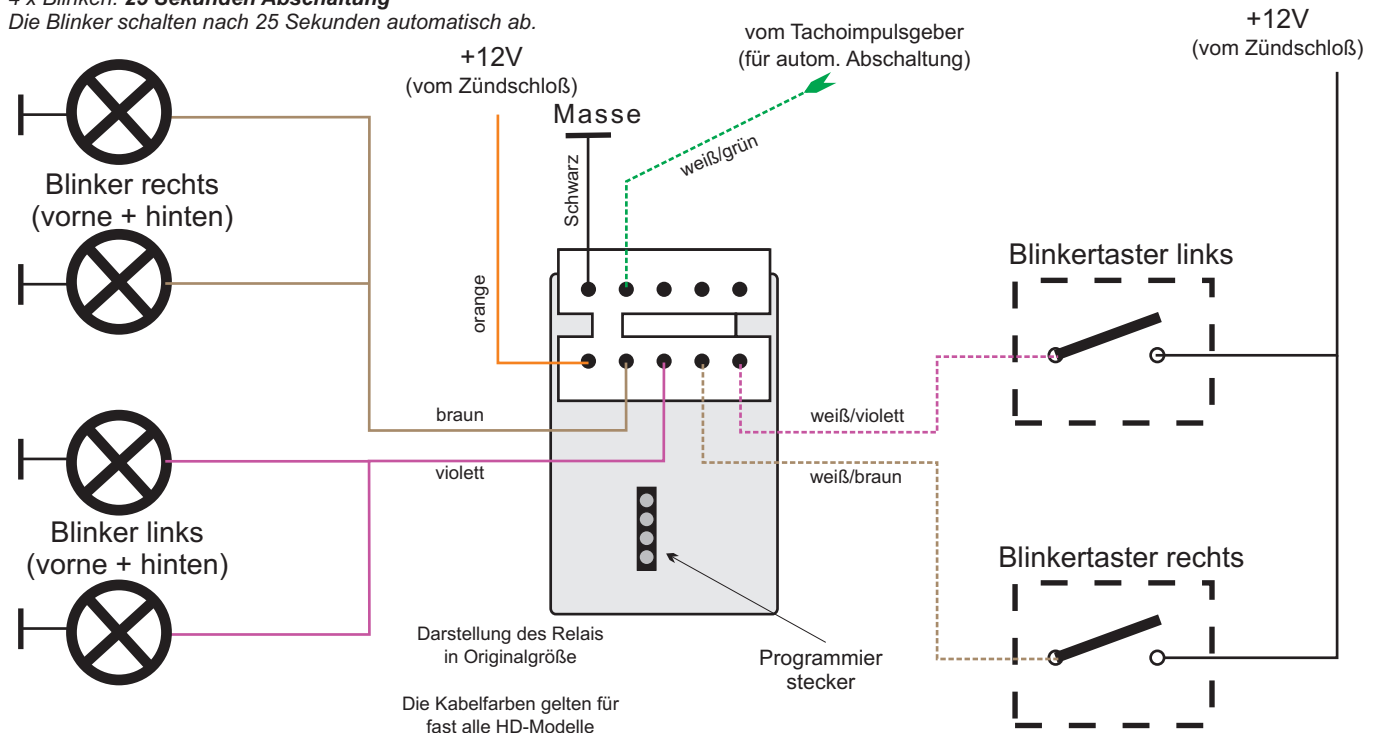 4 x Blinken: 25 Sekunden Abschaltung
Die Blinker schalten nach 25 Sekunden automatisch ab.
+12V
(vom Zündschloß)
vom Tachoimpulsgeber
(für autom. Abschaltung)
+12V
(vom Zündschloß)
Masse
Schwarz
weiß/grün
orange
Blinker rechts
(vorne + hinten)
Blinkertaster links
braun
violett
weiß/violett
weiß/braun
Blinker links
(vorne + hinten)
Blinkertaster rechts
Darstellung des Relais
in Originalgröße
Programmier
stecker
Die Kabelfarben gelten für
fast alle HD-Modelle